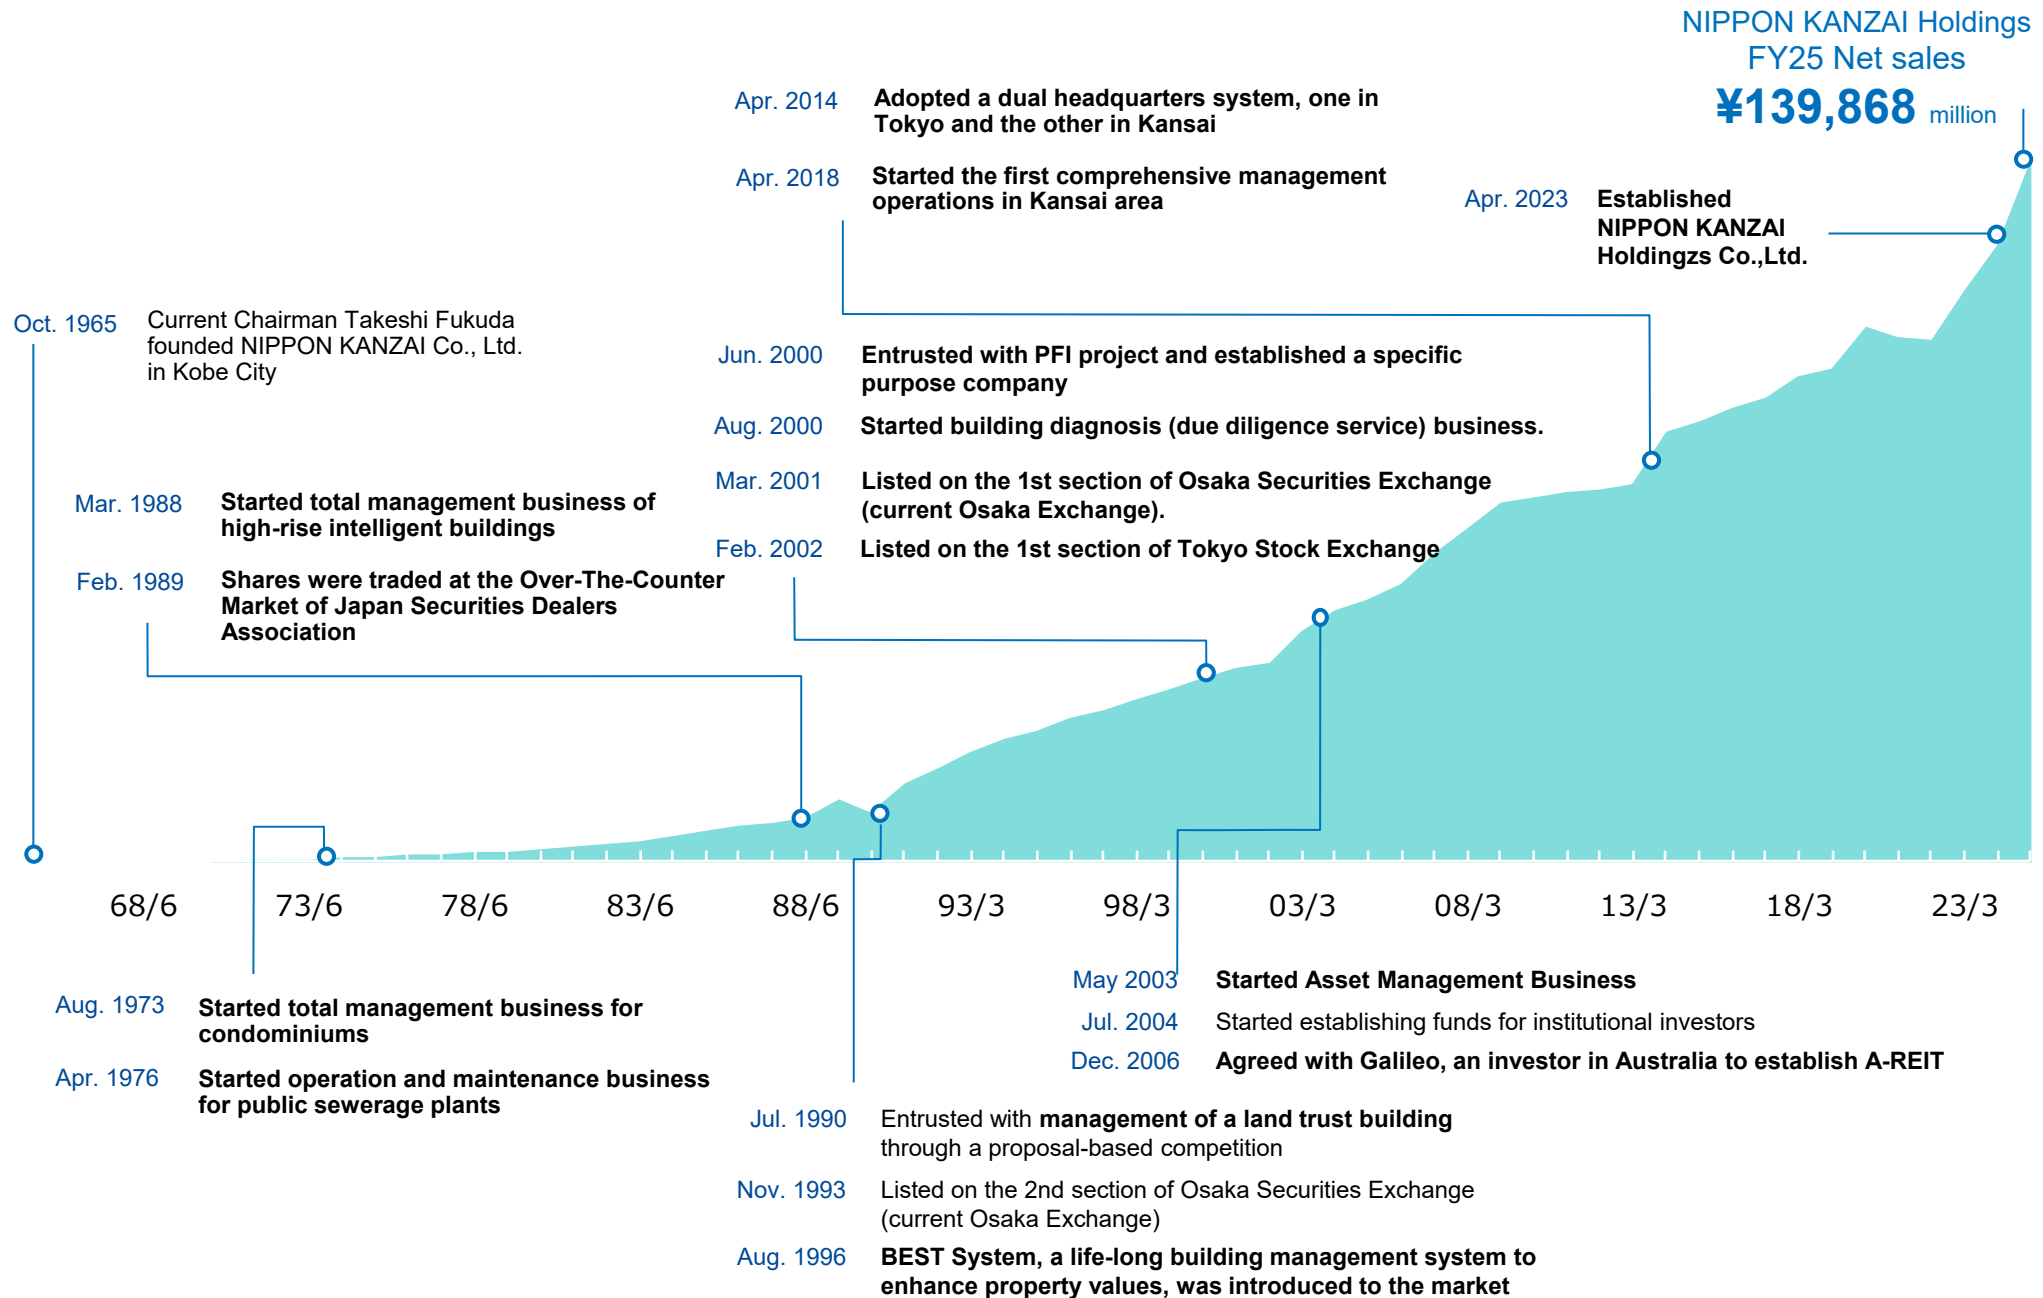 NIPPON KANZAI Holdings
FY25 Net sales
¥139,868 million
Apr. 2014 Adopted a dual headquarters system, one in
Tokyo and the other in Kansai
Apr. 2018 Started the first comprehensive management
operations in Kansai area
Apr. 2023 Established
NIPPON KANZAI
Holdingzs Co.,Ltd.
Oct. 1965 Current Chairman Takeshi Fukuda
founded NIPPON KANZAI Co., Ltd.
in Kobe City
Jun. 2000 Entrusted with PFI project and established a specific
purpose company
Aug. 2000 Started building diagnosis (due diligence service) business.
Mar. 2001 Listed on the 1st section of Osaka Securities Exchange
(current Osaka Exchange).
Feb. 2002 Listed on the 1st section of Tokyo Stock Exchange
Mar. 1988 Started total management business of
high-rise intelligent buildings
Feb. 1989 Shares were traded at the Over-The-Counter
Market of Japan Securities Dealers
Association
68/6 73/6 78/6 83/6 88/6 93/3 98/3 03/3 08/3 13/3 18/3 23/3
Aug. 1973 Started total management business for
condominiums
Apr. 1976 Started operation and maintenance business
for public sewerage plants
May 2003 Started Asset Management Business
Jul. 2004 Started establishing funds for institutional investors
Dec. 2006 Agreed with Galileo, an investor in Australia to establish A-REIT
Jul. 1990 Entrusted with management of a land trust building
through a proposal-based competition
Nov. 1993 Listed on the 2nd section of Osaka Securities Exchange
(current Osaka Exchange)
Aug. 1996 BEST System, a life-long building management system to
enhance property values, was introduced to the market